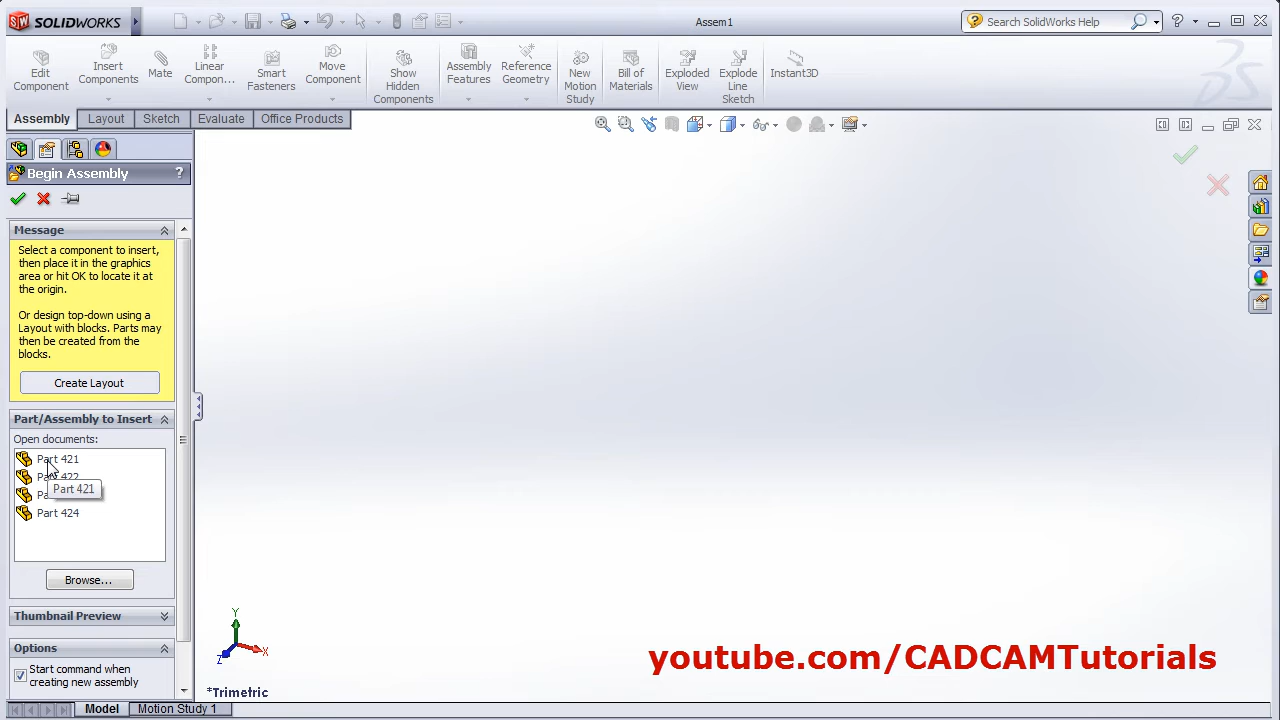 SOLIDWORKS
Assem1
Search SolidWorks Help
Edit Component
Insert Components
Mate
Linear Compon...
Smart Fasteners
Move Component
Show Hidden Components
Assembly Features
Reference Geometry
New Motion Study
Bill of Materials
Exploded View
Explode Line Sketch
Instant3D
Assembly
Layout
Sketch
Evaluate
Office Products
Begin Assembly
?
Message
Select a component to insert,
then place it in the graphics
area or hit OK to locate it at
the origin.
Or design top-down using a
Layout with blocks. Parts may
then be created from the
blocks.
Create Layout
Part/Assembly to Insert
Open documents:
Part 421
Part 422
Part 421
Part 424
Browse...
Thumbnail Preview
Options
Start command when
creating new assembly
Y
X
Z
*Trimetric
youtube.com/CADCAMTutorials
Model
Motion Study 1